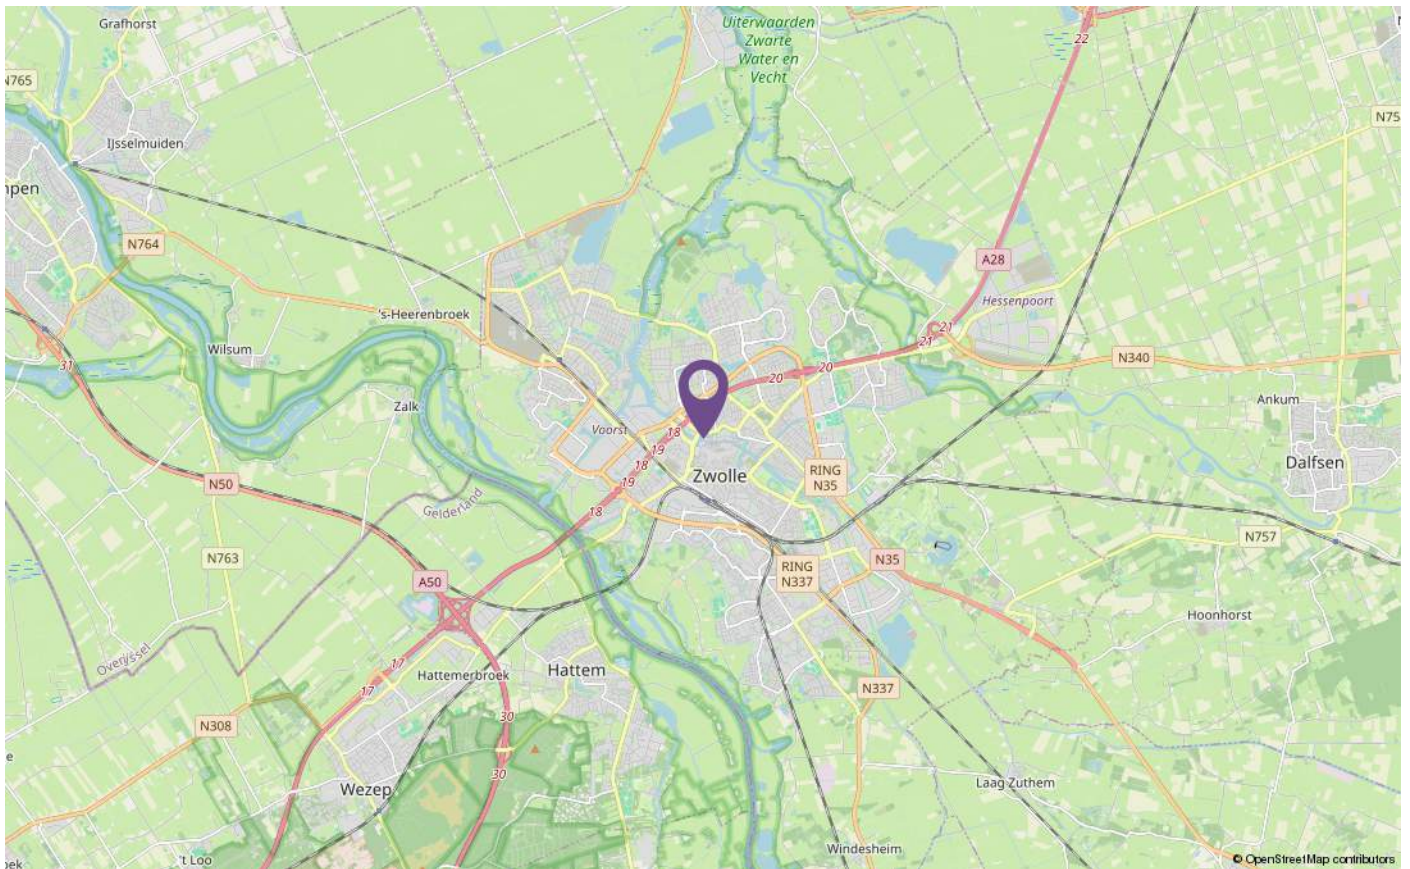 Grafhorst
Uiterwaarden
Zwarte
Water en
Vecht
22
N765
N75
IJsselmuiden
mpen
N764
A28
Hessenpoort
's-Heerenbroek
21
21
Wilsum
N340
31
20
20
Zalk
Ankum
Voorst
18
19
18
Dalfsen
Zwolle
RING
N35
N50
19
18
Gelderland
N763
N757
N35
A50
RING
N337
Hoonhorst
Overijssel
17
17
Hattem
Hattemerbroek
N337
30
N308
30
Laag Zuthem
Wezep
Windesheim
't Loo
© OpenStreetMap contributors